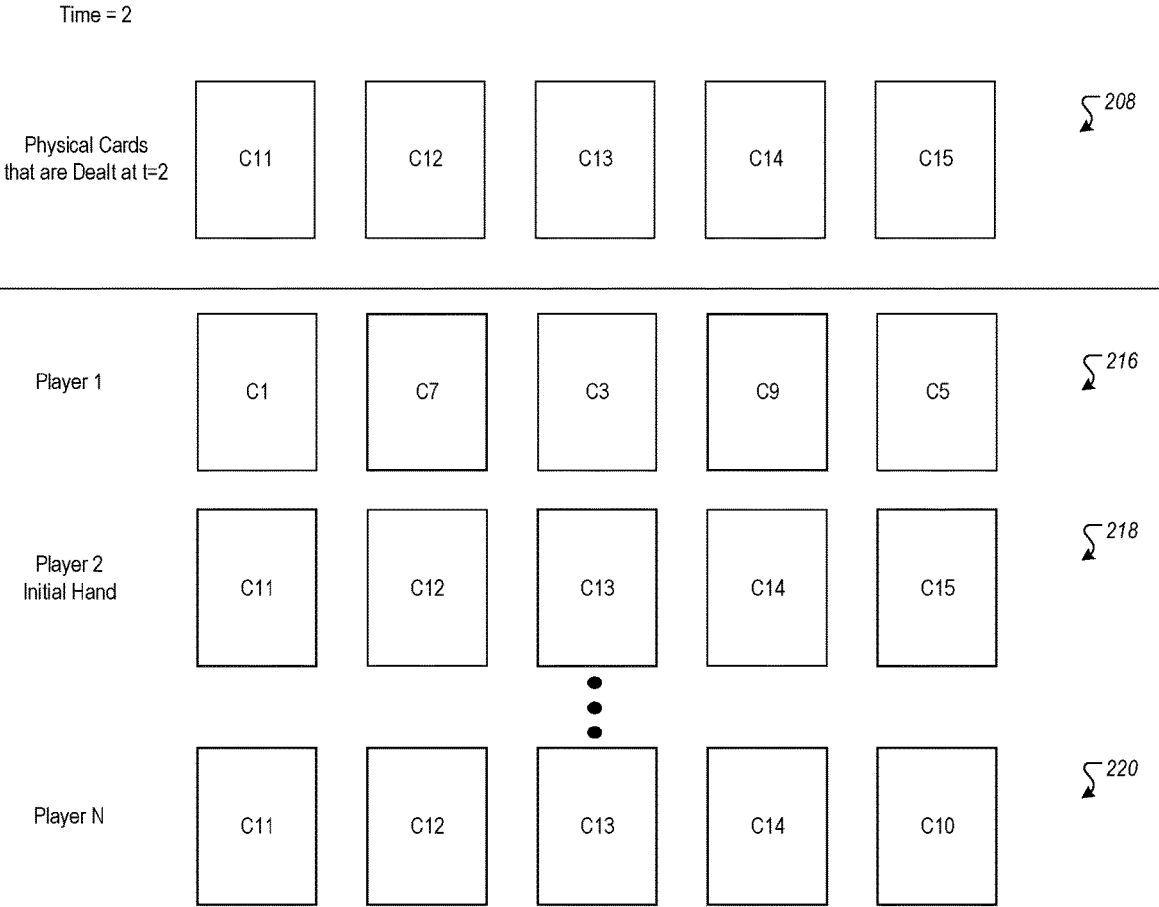 Time = 2
Physical Cards
that are Dealt at t=2
C11 C12 C13 C14 C15
208
Player 1
C1 C7 C3 C9 C5
216
Player 2
Initial Hand
C11 C12 C13 C14 C15
218
Player N
C11 C12 C13 C14 C10
220